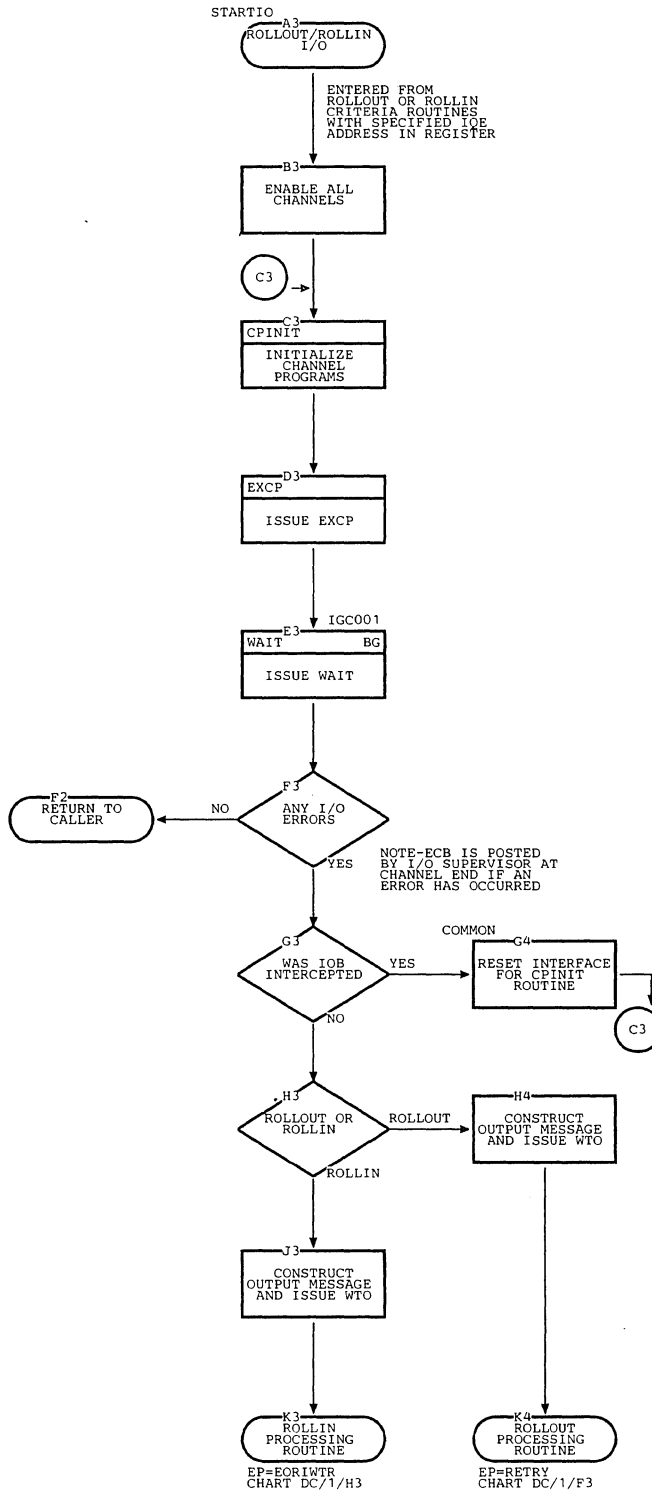 STARTIO
A3
ROLLOUT/ROLLIN
I/O
ENTERED FROM
ROLLOUT OR ROLLIN
CRITERIA ROUTINES
WITH SPECIFIED IQE
ADDRESS IN REGISTER
B3
ENABLE ALL
CHANNELS
C3
C3
CPINIT
INITIALIZE
CHANNEL
PROGRAMS
D3
EXCP
ISSUE EXCP
IGC001
E3
WAIT BG
ISSUE WAIT
F3
ANY I/O
ERRORS
NO
F2
RETURN TO
CALLER
YES
NOTE-ECB IS POSTED
BY I/O SUPERVISOR AT
CHANNEL END IF AN
ERROR HAS OCCURRED
G3
WAS IOB
INTERCEPTED
YES
COMMON
G4
RESET INTERFACE
FOR CPINIT
ROUTINE
C3
NO
H3
ROLLOUT OR
ROLLIN
ROLLOUT
H4
CONSTRUCT
OUTPUT MESSAGE
AND ISSUE WTO
ROLLIN
J3
CONSTRUCT
OUTPUT MESSAGE
AND ISSUE WTO
K3
ROLLIN
PROCESSING
ROUTINE
EP=EORIWTR
CHART DC/1/H3
K4
ROLLOUT
PROCESSING
ROUTINE
EP=RETRY
CHART DC/1/F3